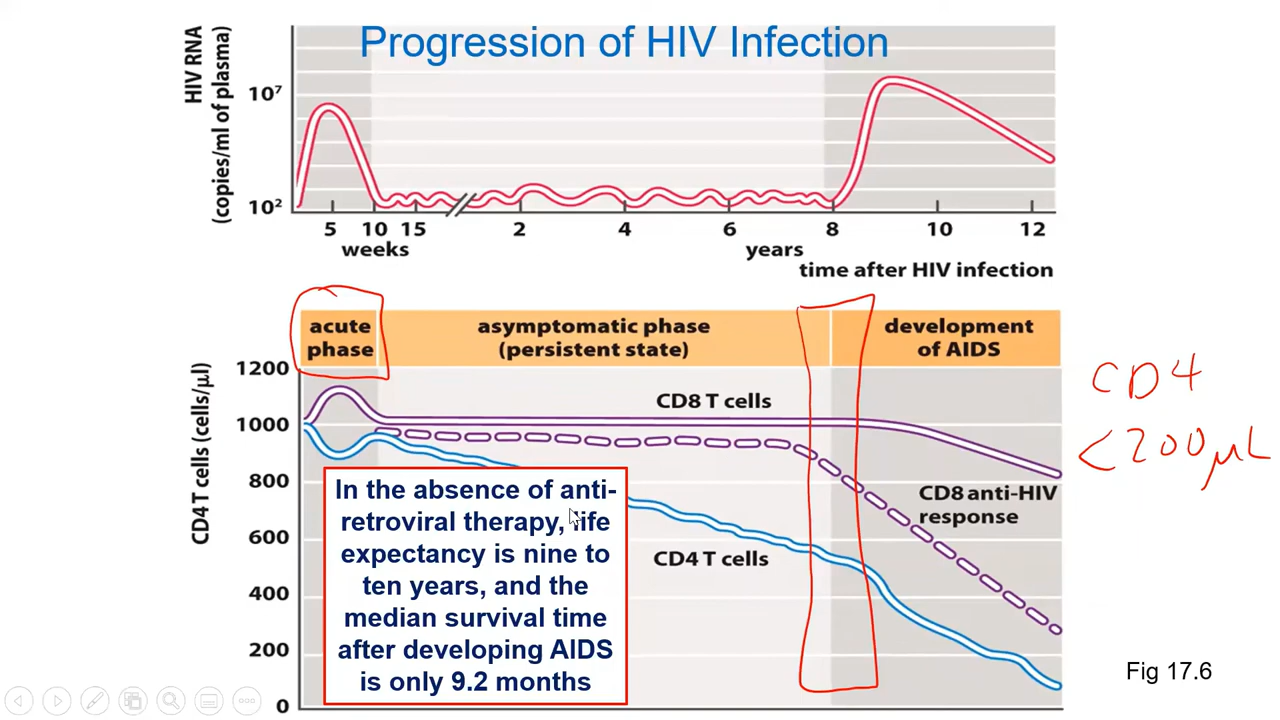 Progression of HIV Infection
HIV RNA
(copies/ml of plasma)
10⁷
10²
5 10 15 2 4 6 8 10 12
weeks years
time after HIV infection
acute
phase
asymptomatic phase
(persistent state)
development
of AIDS
CD4 T cells (cells/μl)
1200
1000
800
600
400
200
0
CD8 T cells
CD8 anti-HIV
response
CD4 T cells
In the absence of anti-
retroviral therapy, life
expectancy is nine to
ten years, and the
median survival time
after developing AIDS
is only 9.2 months
CD4
<200μL
Fig 17.6